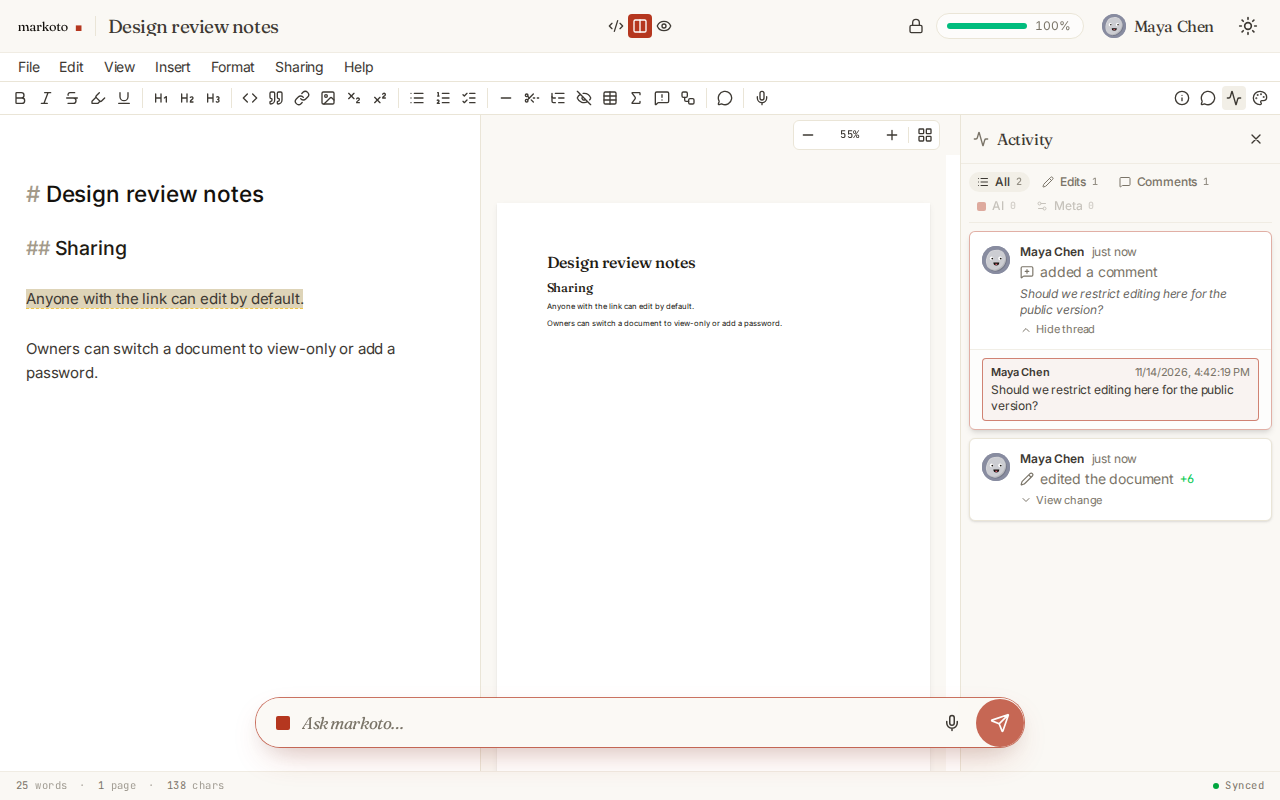 markoto
Design review notes
100%
Maya Chen
File Edit View Insert Format Sharing Help
H1 H2 H3
55%
# Design review notes
## Sharing
Anyone with the link can edit by default.
Owners can switch a document to view-only or add a
password.
Design review notes
Sharing
Anyone with the link can edit by default.
Owners can switch a document to view-only or add a password.
Activity
All 2 Edits 1 Comments 1
AI 0 Meta 0
Maya Chen just now
added a comment
Should we restrict editing here for the
public version?
Hide thread
Maya Chen 11/14/2026, 4:42:19 PM
Should we restrict editing here for the public
version?
Maya Chen just now
edited the document +6
View change
Ask markoto...
25 words · 1 page · 138 chars
Synced